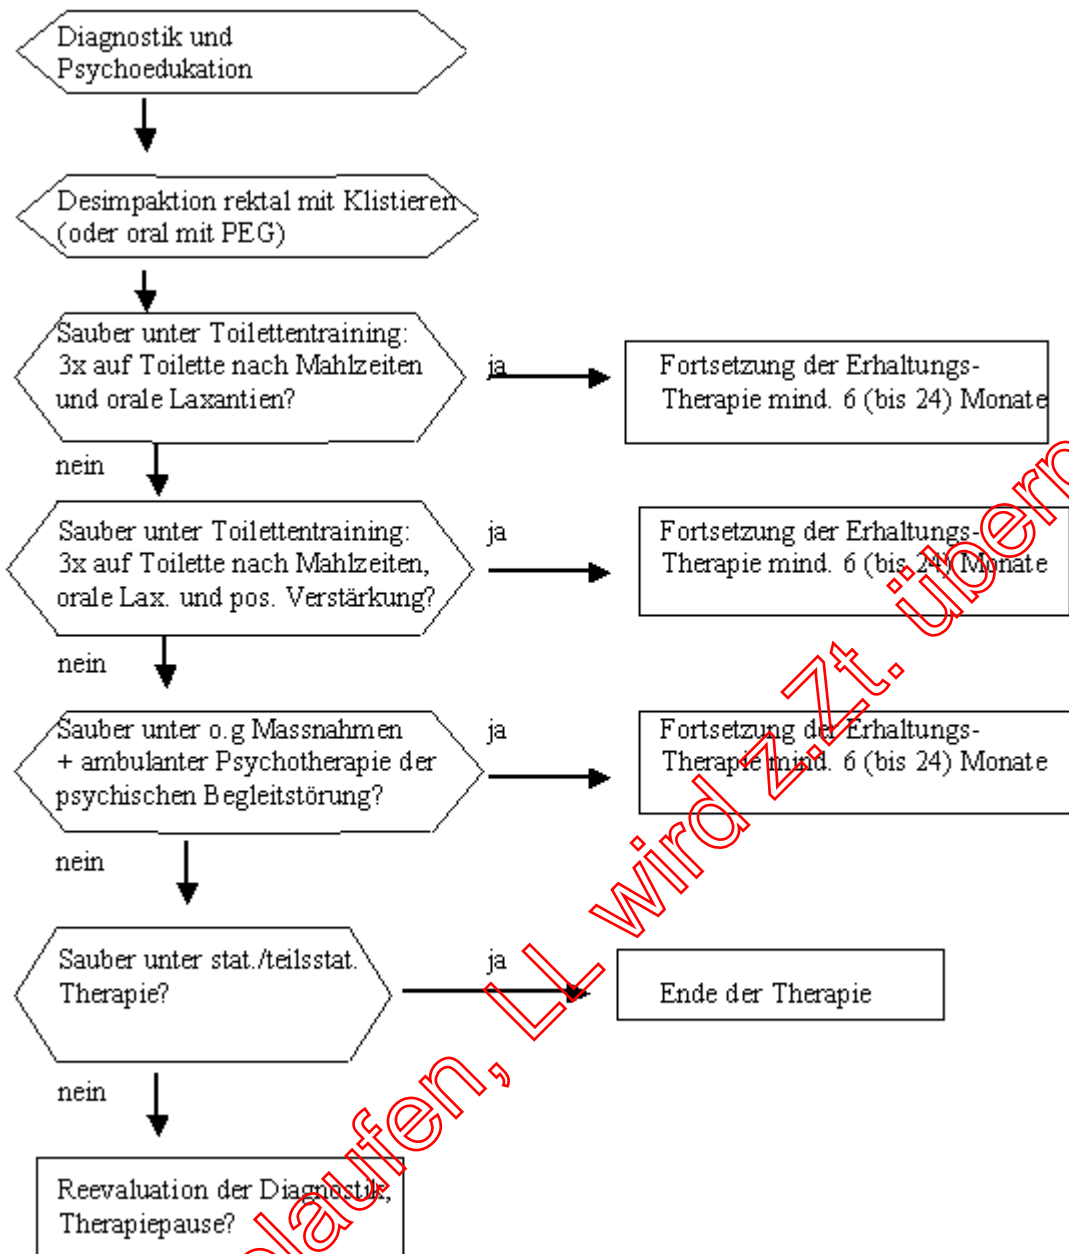 Diagnostik und
Psychoedukation
Desimpaktion rektal mit Klistieren
(oder oral mit PEG)
Sauber unter Toilettentraining:
3x auf Toilette nach Mahlzeiten
und orale Laxantien?
ja
Fortsetzung der Erhaltungs-
Therapie mind. 6 (bis 24) Monate
nein
Sauber unter Toilettentraining:
3x auf Toilette nach Mahlzeiten,
orale Lax. und pos. Verstärkung?
ja
Fortsetzung der Erhaltungs-
Therapie mind. 6 (bis 24) Monate
nein
Sauber unter o.g Massnahmen
+ ambulanter Psychotherapie der
psychischen Begleitstörung?
ja
Fortsetzung der Erhaltungs-
Therapie mind. 6 (bis 24) Monate
nein
Sauber unter stat./teilsstat.
Therapie?
ja
Ende der Therapie
nein
Reevaluation der Diagnostik,
Therapiepause?
LL wird z.Zt.